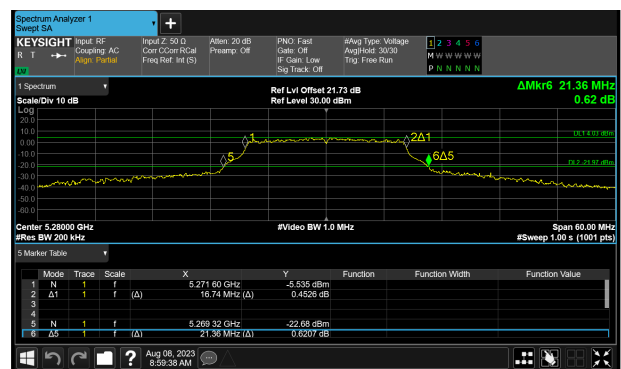 Spectrum Analyzer 1
Swept SA
+
KEYSIGHT Input: RF Input Z: 50 Ω Atten: 20 dB PNO: Fast #Avg Type: Voltage 1 2 3 4 5 6
R T Coupling: AC Corr CCorr RCal Preamp: Off Gate: Off Avg|Hold: 30/30 M W W W W W
Align: Partial Freq Ref: Int (S) IF Gain: Low Trig: Free Run
Sig Track: Off P N N N N N
1 Spectrum Ref Lvl Offset 21.73 dB ΔMkr6 21.36 MHz
Scale/Div 10 dB Ref Level 30.00 dBm 0.62 dB
Log
20.0
10.0 1 2Δ1 DL1 4.03 dBm
0.00
-10.0 5 6Δ5
-20.0 DL2 -21.97 dBm
-30.0
-40.0
-50.0
-60.0
Center 5.28000 GHz #Video BW 1.0 MHz Span 60.00 MHz
#Res BW 200 kHz #Sweep 1.00 s (1001 pts)
5 Marker Table
Mode Trace Scale X Y Function Function Width Function Value
1 N 1 f 5.271 60 GHz -5.535 dBm
2 Δ1 1 f (Δ) 16.74 MHz (Δ) 0.4526 dB
3
4
5 N 1 f 5.269 32 GHz -22.68 dBm
6 Δ5 1 f (Δ) 21.36 MHz (Δ) 0.6207 dB
? Aug 08, 2023
8:59:38 AM